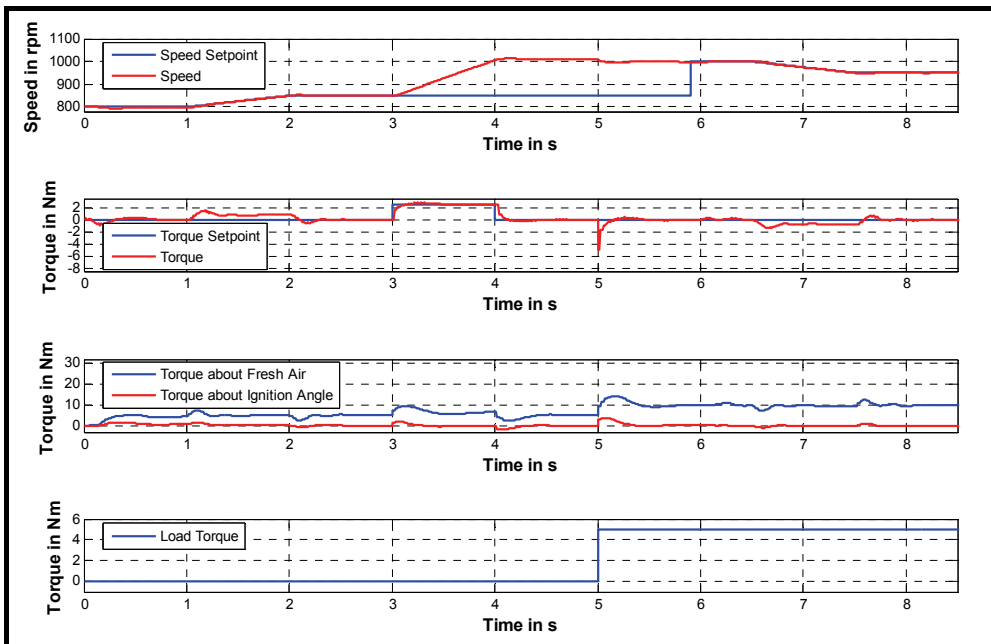 Speed in rpm
1100
1000
900
800
Speed Setpoint
Speed
0 1 2 3 4 5 6 7 8
Time in s
Torque in Nm
2
0
-2
-4
-6
-8
Torque Setpoint
Torque
0 1 2 3 4 5 6 7 8
Time in s
Torque in Nm
30
20
10
0
Torque about Fresh Air
Torque about Ignition Angle
0 1 2 3 4 5 6 7 8
Time in s
Torque in Nm
6
4
2
0
Load Torque
0 1 2 3 4 5 6 7 8
Time in s